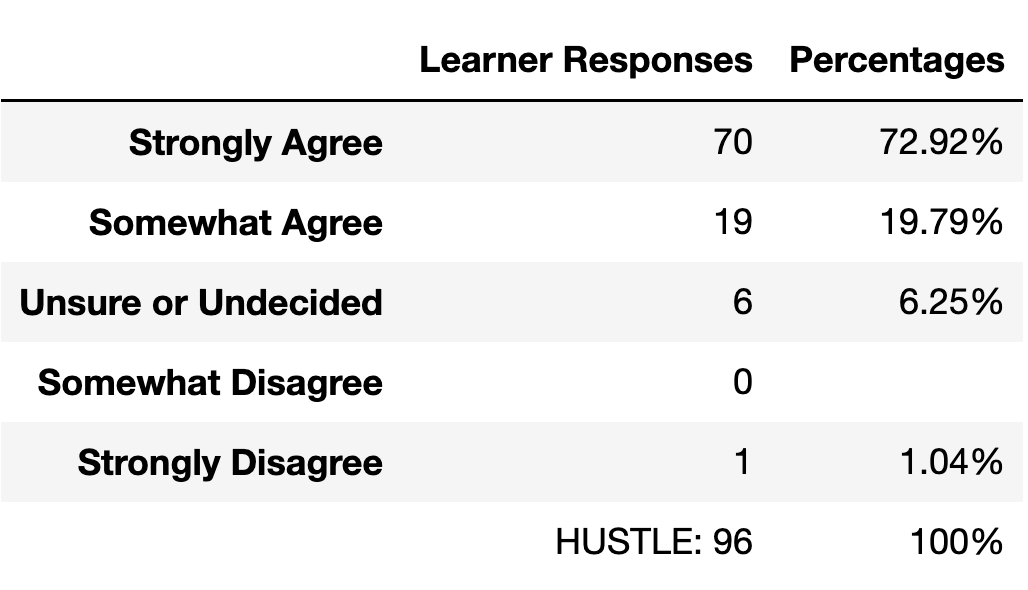 Learner Responses Percentages
Strongly Agree 70 72.92%
Somewhat Agree 19 19.79%
Unsure or Undecided 6 6.25%
Somewhat Disagree 0
Strongly Disagree 1 1.04%
HUSTLE: 96 100%